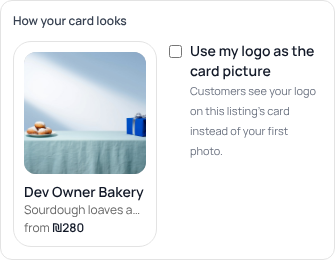 How your card looks
Use my logo as the
card picture
Customers see your logo
on this listing's card
instead of your first
photo.
Dev Owner Bakery
Sourdough loaves a…
from ₪280